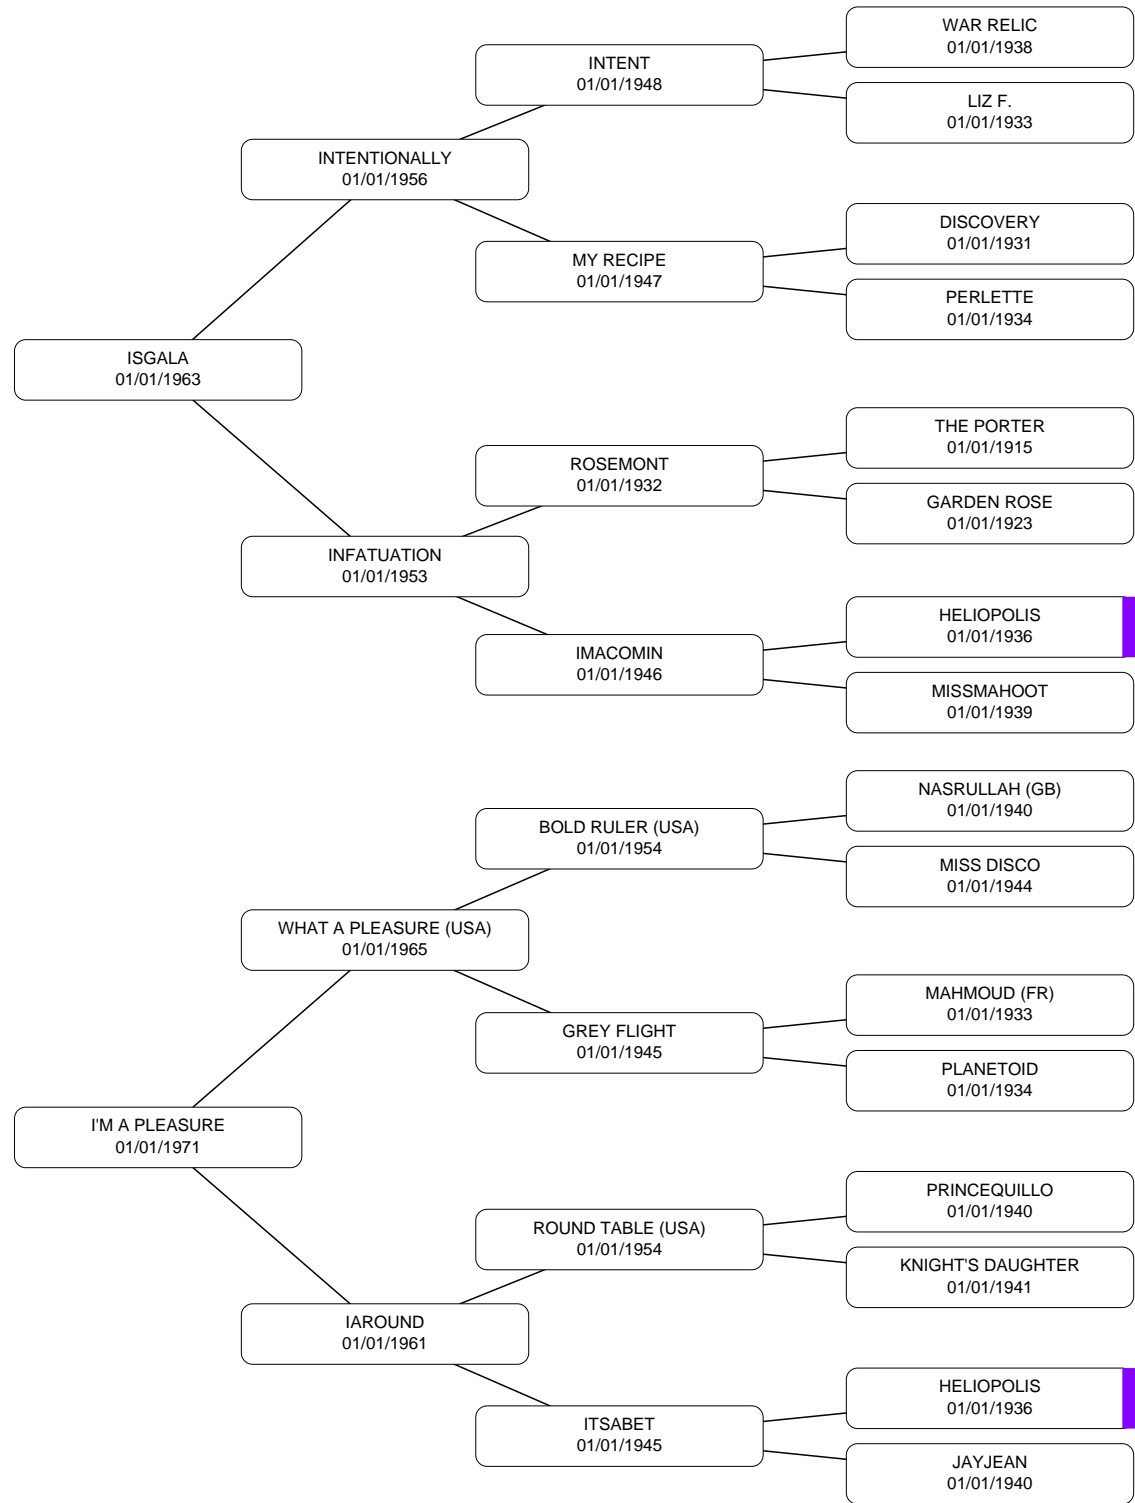 WAR RELIC
01/01/1938
INTENT
01/01/1948
LIZ F.
01/01/1933
INTENTIONALLY
01/01/1956
DISCOVERY
01/01/1931
MY RECIPE
01/01/1947
PERLETTE
01/01/1934
ISGALA
01/01/1963
THE PORTER
01/01/1915
ROSEMONT
01/01/1932
GARDEN ROSE
01/01/1923
INFATUATION
01/01/1953
HELIOPOLIS
01/01/1936
IMACOMIN
01/01/1946
MISSMAHOOT
01/01/1939
NASRULLAH (GB)
01/01/1940
BOLD RULER (USA)
01/01/1954
MISS DISCO
01/01/1944
WHAT A PLEASURE (USA)
01/01/1965
MAHMOUD (FR)
01/01/1933
GREY FLIGHT
01/01/1945
PLANETOID
01/01/1934
I'M A PLEASURE
01/01/1971
PRINCEQUILLO
01/01/1940
ROUND TABLE (USA)
01/01/1954
KNIGHT'S DAUGHTER
01/01/1941
IAROUND
01/01/1961
HELIOPOLIS
01/01/1936
ITSABET
01/01/1945
JAYJEAN
01/01/1940